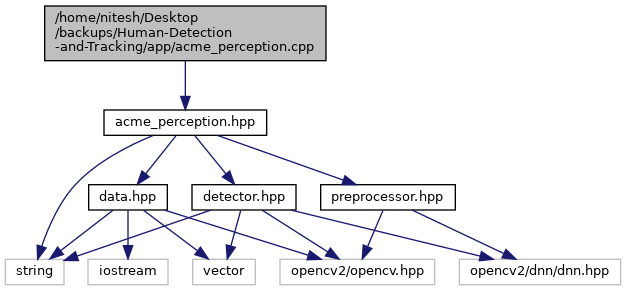 /home/nitesh/Desktop
/backups/Human-Detection
-and-Tracking/app/acme_perception.cpp
acme_perception.hpp
data.hpp
detector.hpp
preprocessor.hpp
string
iostream
vector
opencv2/opencv.hpp
opencv2/dnn/dnn.hpp